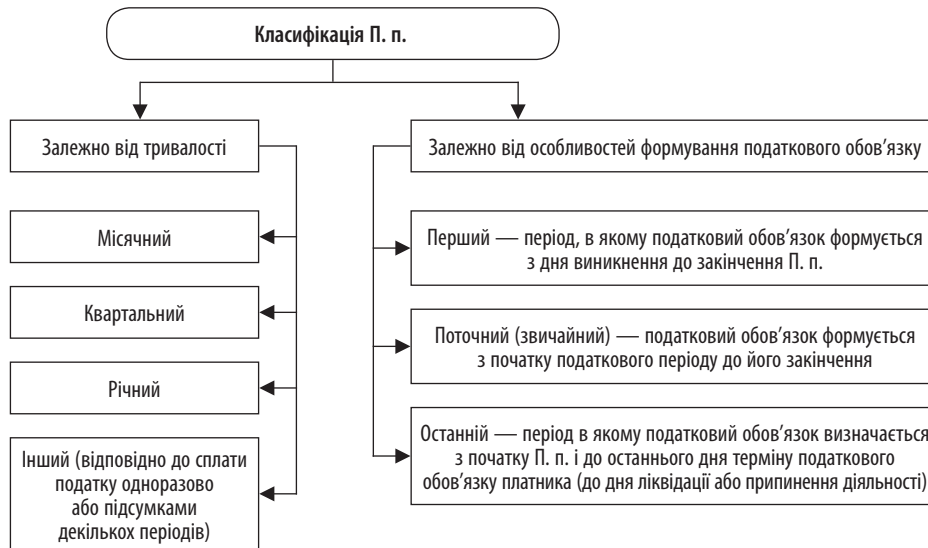 Класифікація П. п.
Залежно від тривалості
Місячний
Квартальний
Річний
Інший (відповідно до сплати
податку одноразово
або підсумками
декількох періодів)
Залежно від особливостей формування податкового обов’язку
Перший — період, в якому податковий обов’язок формується
з дня виникнення до закінчення П. п.
Поточний (звичайний) — податковий обов’язок формується
з початку податкового періоду до його закінчення
Останній — період в якому податковий обов’язок визначається
з початку П. п. і до останнього дня терміну податкового
обов’язку платника (до дня ліквідації або припинення діяльності)